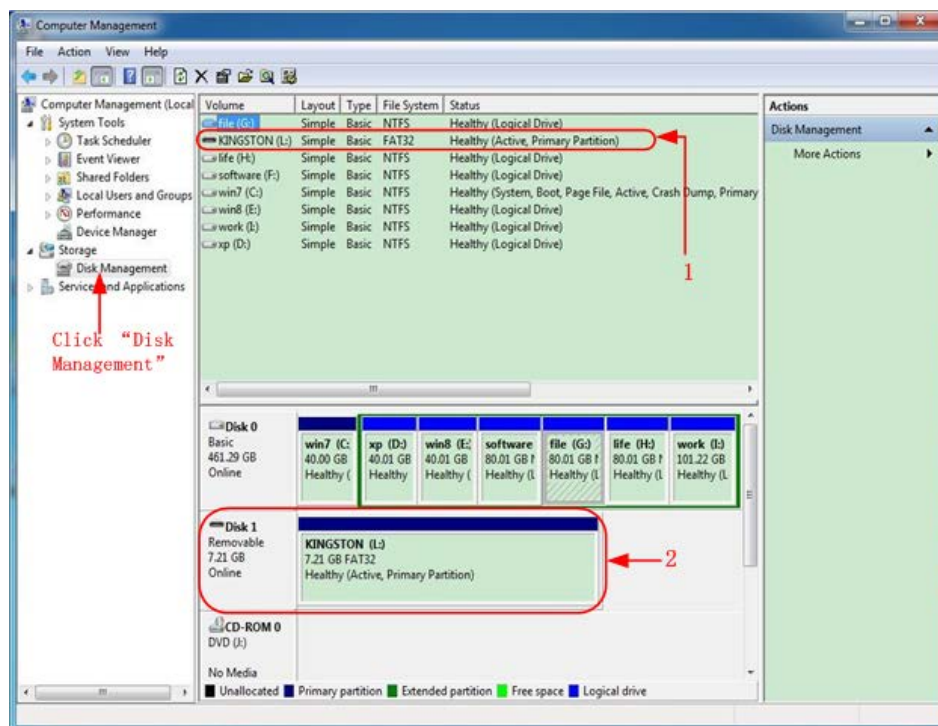 Computer Management
File Action View Help
Computer Management (Local
System Tools
Task Scheduler
Event Viewer
Shared Folders
Local Users and Groups
Performance
Device Manager
Storage
Disk Management
Services and Applications
Click “Disk
Management”
Volume Layout Type File System Status
file (G:) Simple Basic NTFS Healthy (Logical Drive)
KINGSTON (L:) Simple Basic FAT32 Healthy (Active, Primary Partition)
life (H:) Simple Basic NTFS Healthy (Logical Drive)
software (F:) Simple Basic NTFS Healthy (Logical Drive)
win7 (C:) Simple Basic NTFS Healthy (System, Boot, Page File, Active, Crash Dump, Primary
win8 (E:) Simple Basic NTFS Healthy (Logical Drive)
work (I:) Simple Basic NTFS Healthy (Logical Drive)
xp (D:) Simple Basic NTFS Healthy (Logical Drive)
1
Actions
Disk Management
More Actions
Disk 0
Basic
461.29 GB
Online
win7 (C: xp (D:) win8 (E: software file (G:) life (H:) work (I:)
40.00 GB 40.01 GB 40.01 GB 80.01 GB 80.01 GB 80.01 GB 101.22 GB
Healthy ( Healthy Healthy ( Healthy (L Healthy (L Healthy (L Healthy (L
Disk 1
Removable
7.21 GB
Online
KINGSTON (L:)
7.21 GB FAT32
Healthy (Active, Primary Partition)
2
CD-ROM 0
DVD (J:)
No Media
Unallocated Primary partition Extended partition Free space Logical drive